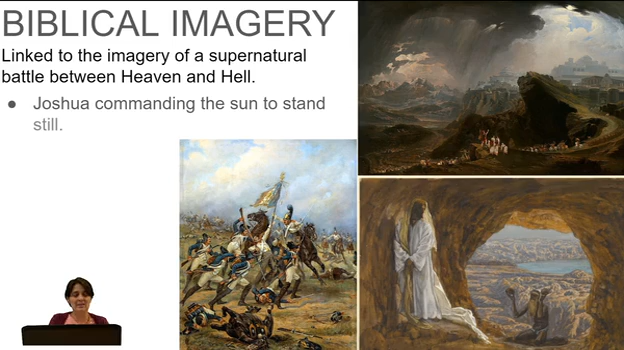 BIBLICAL IMAGERY
Linked to the imagery of a supernatural
battle between Heaven and Hell.
● Joshua commanding the sun to stand
still.